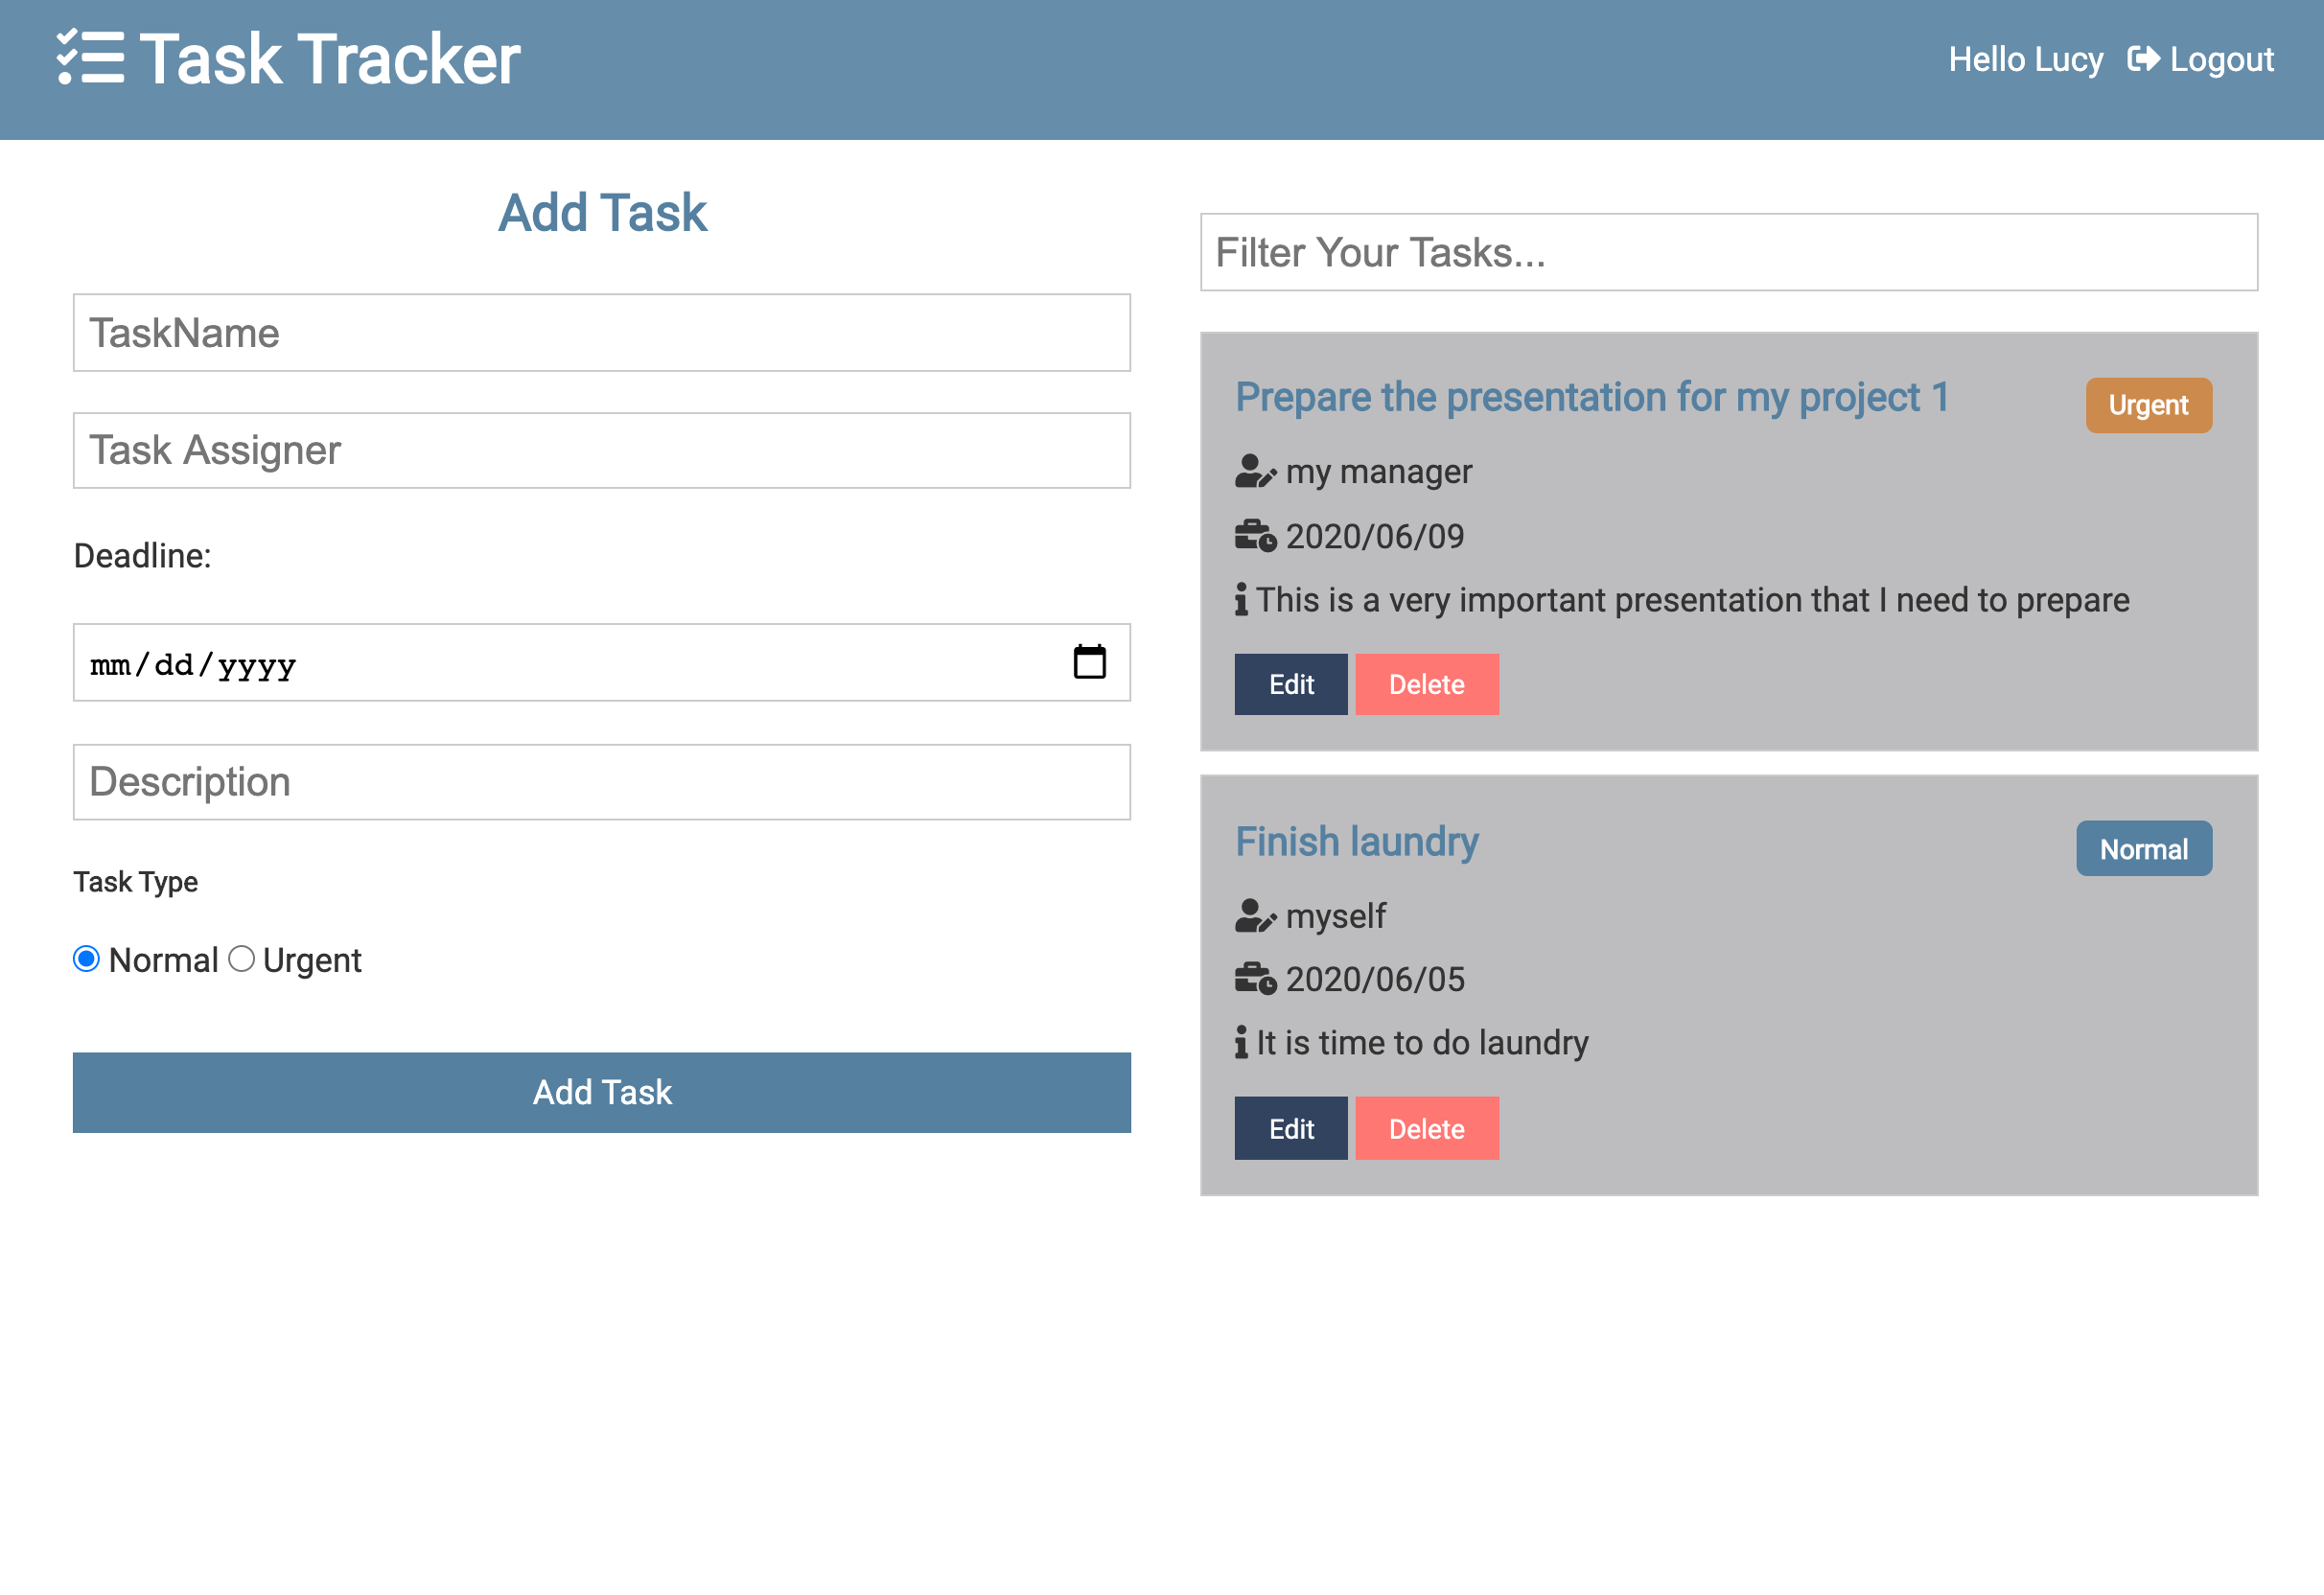 Task Tracker
Hello Lucy Logout
Add Task
TaskName
Task Assigner
Deadline:
mm/dd/yyyy
Description
Task Type
Normal Urgent
Add Task
Filter Your Tasks...
Prepare the presentation for my project 1
Urgent
my manager
2020/06/09
This is a very important presentation that I need to prepare
Edit Delete
Finish laundry
Normal
myself
2020/06/05
It is time to do laundry
Edit Delete